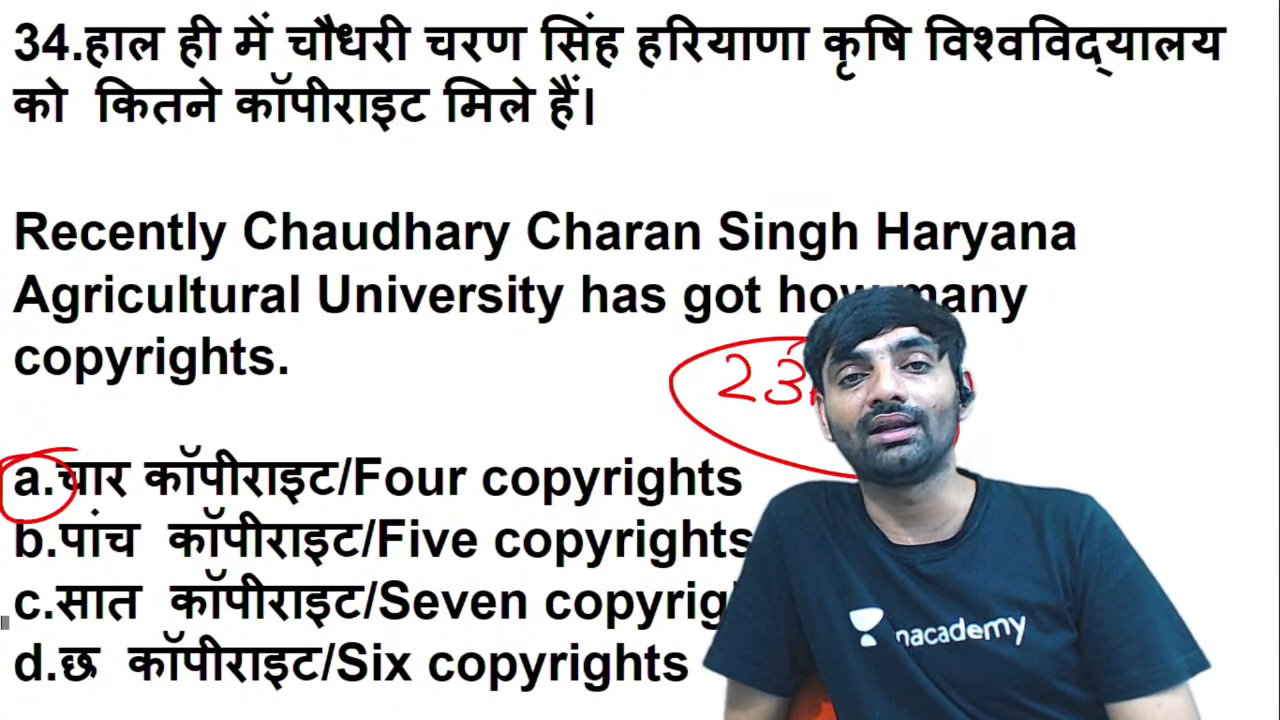 34.हाल ही में चौधरी चरण सिंह हरियाणा कृषि विश्वविद्यालय
को कितने कॉपीराइट मिले हैं।
Recently Chaudhary Charan Singh Haryana
Agricultural University has got how many
copyrights.
23
a.चार कॉपीराइट/Four copyrights
b.पांच कॉपीराइट/Five copyrights
c.सात कॉपीराइट/Seven
nacademy
d.छ कॉपीराइट/Six copyrights